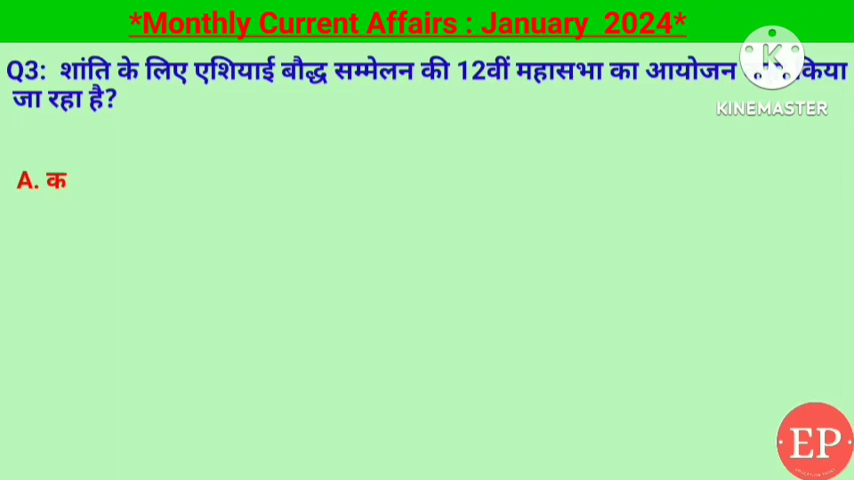 *Monthly Current Affairs : January 2024*
Q3: शांति के लिए एशियाई बौद्ध सम्मेलन की 12वीं महासभा का आयोजन किया
जा रहा है?
K
KINEMASTER
A. क
EP